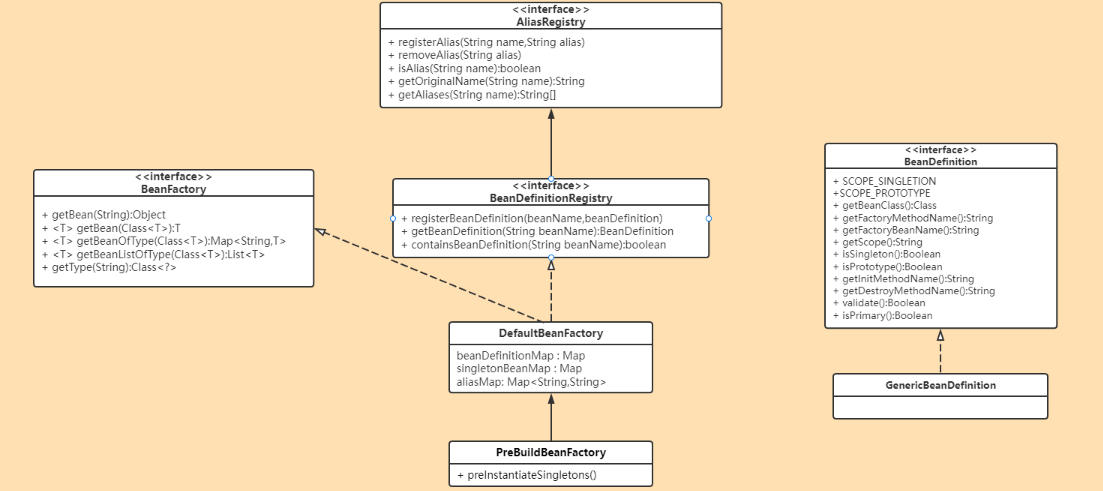 <<interface>>
AliasRegistry
+ registerAlias(String name,String alias)
+ removeAlias(String alias)
+ isAlias(String name):boolean
+ getOriginalName(String name):String
+ getAliases(String name):String[]
<<interface>>
BeanFactory
+ getBean(String):Object
+ <T> getBean(Class<T>):T
+ <T> getBeanOfType(Class<T>):Map<String,T>
+ <T> getBeanListOfType(Class<T>):List<T>
+ getType(String):Class<?>
<<interface>>
BeanDefinitionRegistry
+ registerBeanDefinition(beanName,beanDefinition)
+ getBeanDefinition(String beanName):BeanDefinition
+ containsBeanDefinition(String beanName):boolean
<<interface>>
BeanDefinition
+ SCOPE_SINGLETION
+SCOPE_PROTOTYPE
+ getBeanClass():Class
+ getFactoryMethodName():String
+ getFactoryBeanName():String
+ getScope():String
+ isSingleton():Boolean
+ isPrototype():Boolean
+ getInitMethodName():String
+ getDestroyMethodName():String
+ validate():Boolean
+ isPrimary():Boolean
DefaultBeanFactory
beanDefinitionMap : Map
singletonBeanMap : Map
aliasMap: Map<String,String>
GenericBeanDefinition
PreBuildBeanFactory
+ preInstantiateSingletons()